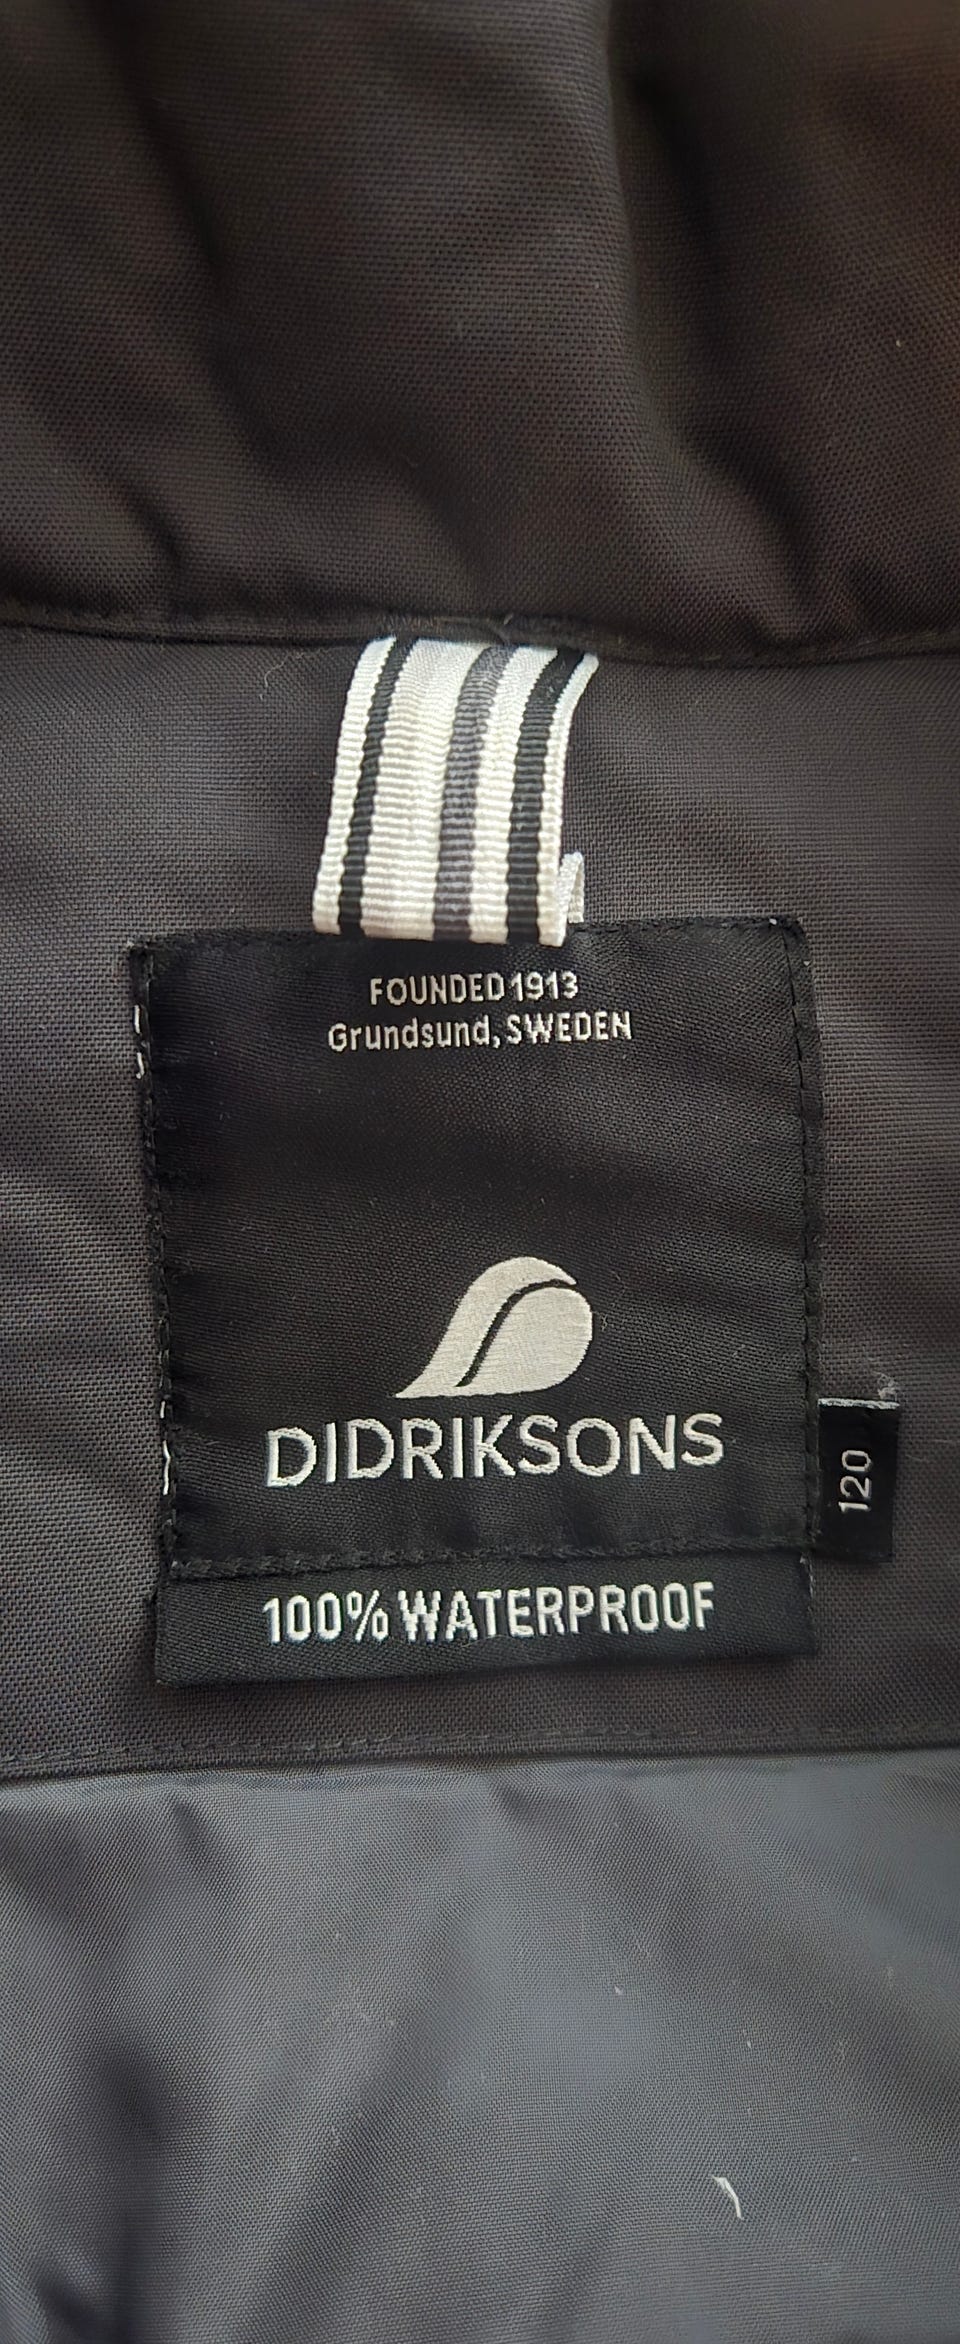 FOUNDED 1913
Grundsund, SWEDEN
DIDRIKSONS
120
100% WATERPROOF